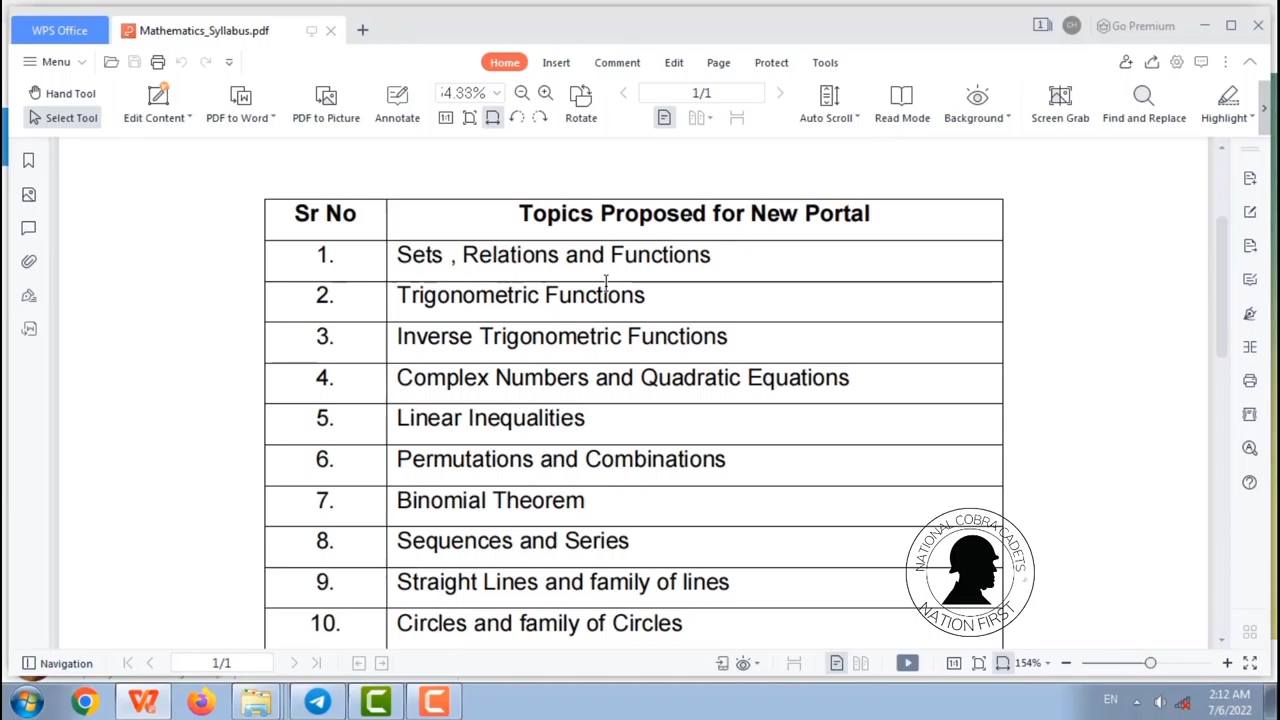 WPS Office
Mathematics_Syllabus.pdf
1
CH
Go Premium
Menu
Home
Insert
Comment
Edit
Page
Protect
Tools
Hand Tool
Select Tool
Edit Content
PDF to Word
PDF to Picture
Annotate
54.33%
Rotate
1/1
Auto Scroll
Read Mode
Background
Screen Grab
Find and Replace
Highlight
Sr No Topics Proposed for New Portal
1. Sets , Relations and Functions
2. Trigonometric Functions
3. Inverse Trigonometric Functions
4. Complex Numbers and Quadratic Equations
5. Linear Inequalities
6. Permutations and Combinations
7. Binomial Theorem
8. Sequences and Series
9. Straight Lines and family of lines
10. Circles and family of Circles
NATIONAL COBRA CADETS
NATION FIRST
Navigation
1/1
154%
EN
2:12 AM
7/6/2022